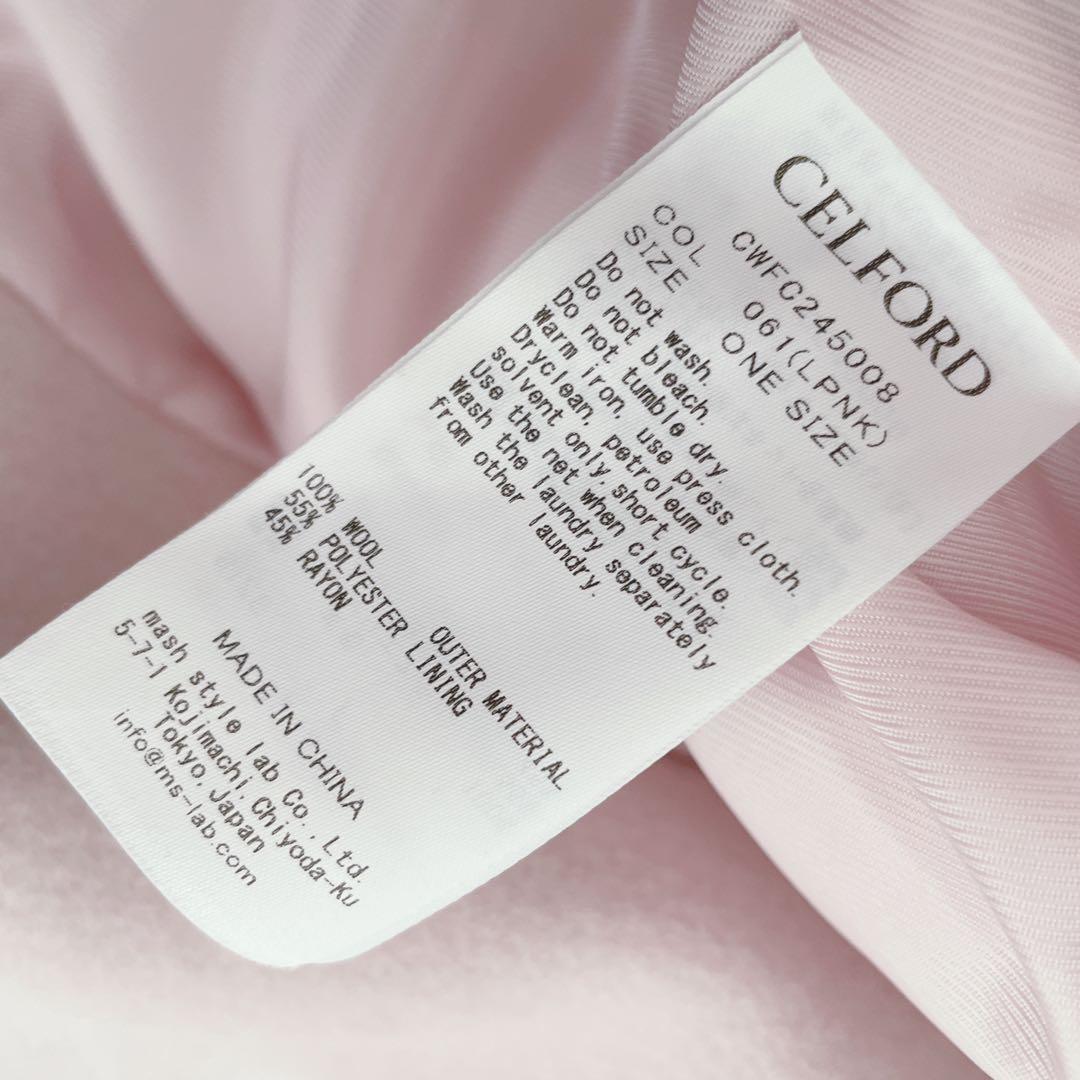 CELFORD
CWFC245008
COL 061(LPNK)
SIZE ONE SIZE
Do not wash.
Do not bleach.
Do not tumble dry.
Warm iron, use press cloth.
Dryclean, petroleum
solvent only,short cycle.
Use the net when cleaning.
Wash the laundry separately
from other laundry.
OUTER MATERIAL
100% WOOL
LINING
55% POLYESTER
45% RAYON
MADE IN CHINA
mash style lab Co., Ltd.
5-7-1 Kojimachi,Chiyoda-Ku
Tokyo,Japan
info@ms-lab.com